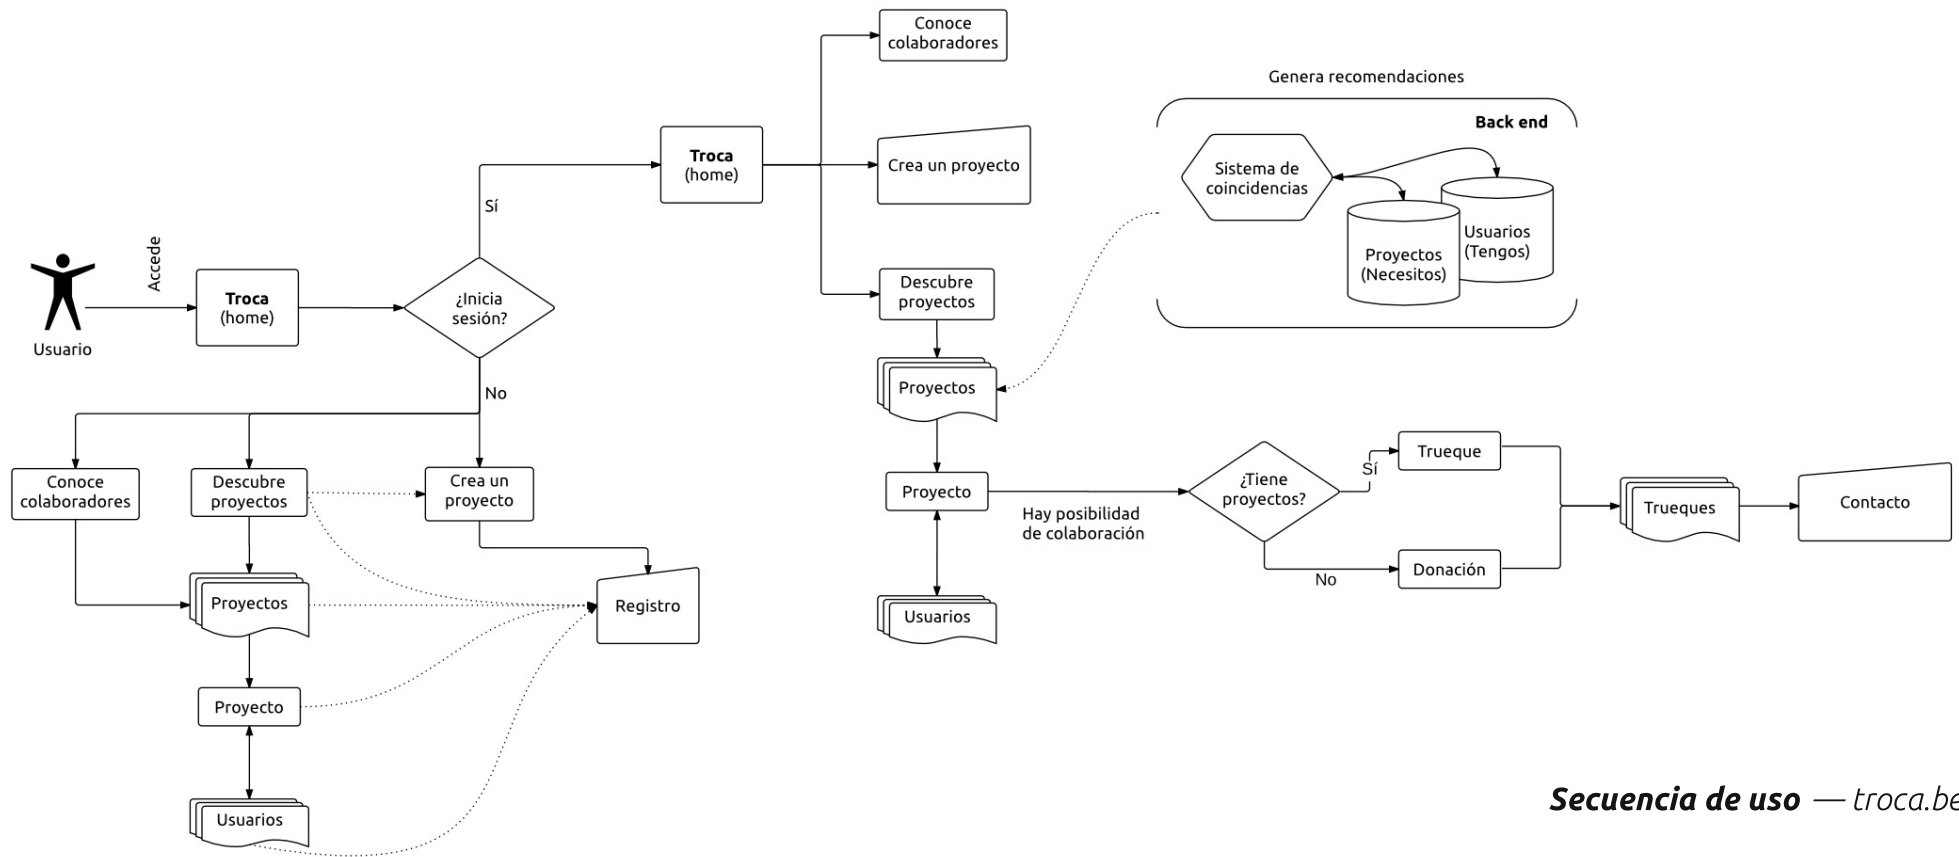 Conoce
colaboradores
Genera recomendaciones
Back end
Troca
(home)
Crea un proyecto
Sistema de
coincidencias
Sí
Usuarios
(Tengos)
Proyectos
(Necesitos)
Accede
Troca
(home)
¿Inicia
sesión?
Descubre
proyectos
Usuario
No
Proyectos
Conoce
colaboradores
Descubre
proyectos
Crea un
proyecto
Proyecto
Hay posibilidad
de colaboración
¿Tiene
proyectos?
Sí
Trueque
Trueques
Contacto
No
Donación
Proyectos
Registro
Usuarios
Proyecto
Usuarios
Secuencia de uso — troca.be